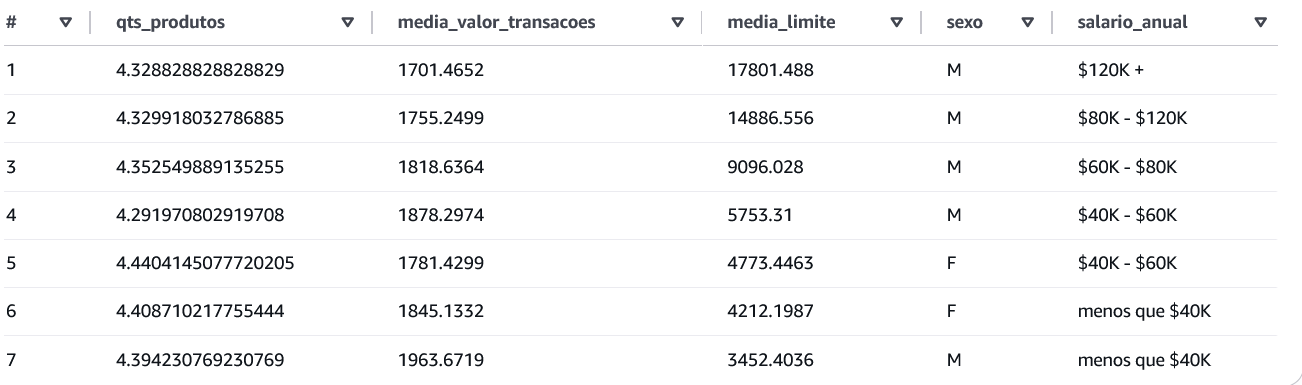 # qts_produtos media_valor_transacoes media_limite sexo salario_anual
1 4.328828828828829 1701.4652 17801.488 M $120K +
2 4.329918032786885 1755.2499 14886.556 M $80K - $120K
3 4.352549889135255 1818.6364 9096.028 M $60K - $80K
4 4.291970802919708 1878.2974 5753.31 M $40K - $60K
5 4.4404145077720205 1781.4299 4773.4463 F $40K - $60K
6 4.408710217755444 1845.1332 4212.1987 F menos que $40K
7 4.394230769230769 1963.6719 3452.4036 M menos que $40K